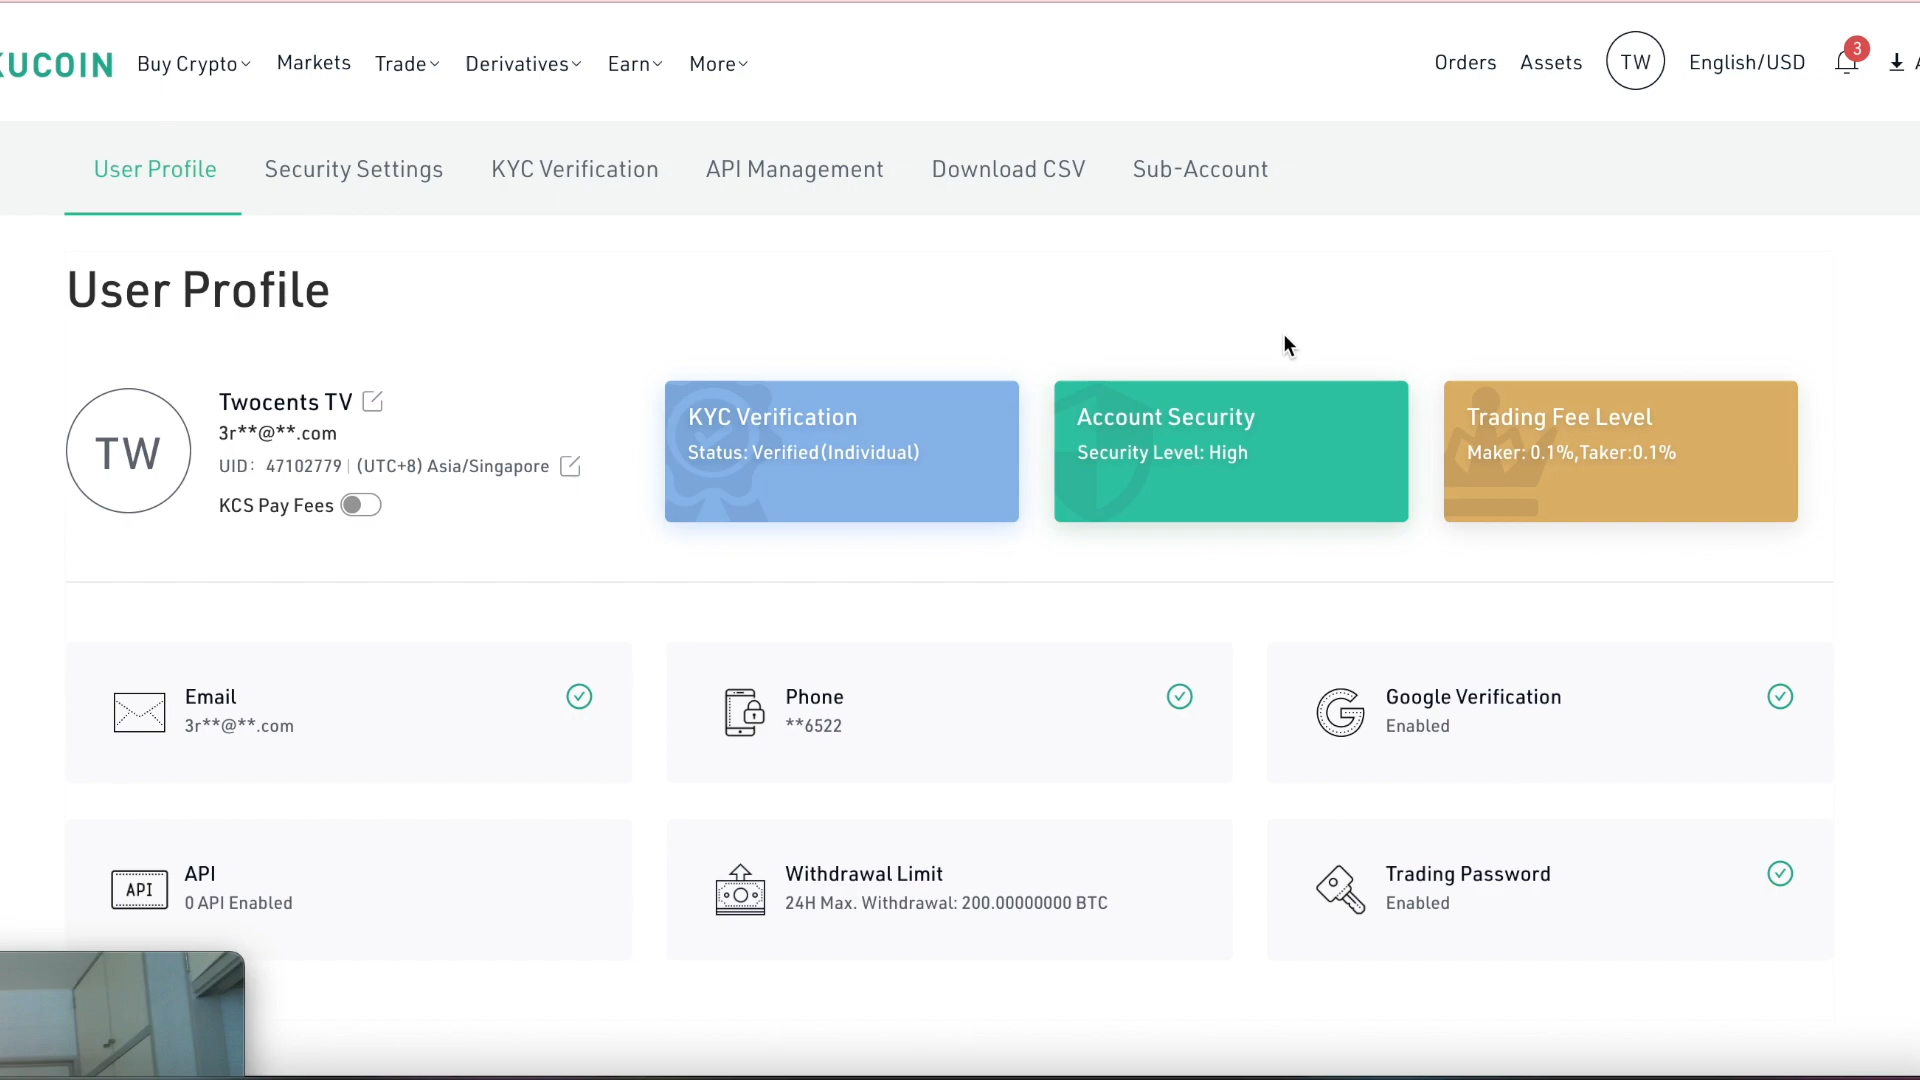 KUCOIN Buy Crypto Markets Trade Derivatives Earn More Orders Assets TW English/USD 3
User Profile Security Settings KYC Verification API Management Download CSV Sub-Account
User Profile
TW
Twocents TV
3r**@**.com
UID: 47102779 | (UTC+8) Asia/Singapore
KCS Pay Fees
KYC Verification
Status: Verified(Individual)
Account Security
Security Level: High
Trading Fee Level
Maker: 0.1%,Taker:0.1%
Email
3r**@**.com
Phone
**6522
Google Verification
Enabled
API
API
0 API Enabled
Withdrawal Limit
24H Max. Withdrawal: 200.00000000 BTC
Trading Password
Enabled